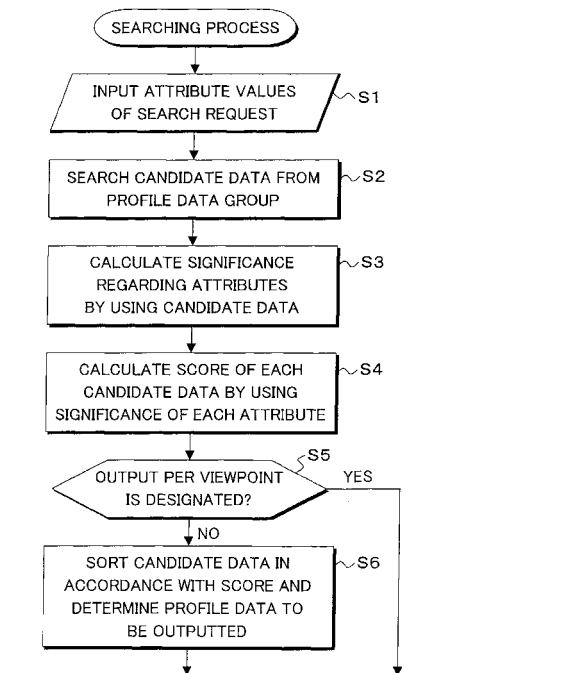 SEARCHING PROCESS
INPUT ATTRIBUTE VALUES
OF SEARCH REQUEST
S1
SEARCH CANDIDATE DATA FROM
PROFILE DATA GROUP
S2
CALCULATE SIGNIFICANCE
REGARDING ATTRIBUTES
BY USING CANDIDATE DATA
S3
CALCULATE SCORE OF EACH
CANDIDATE DATA BY USING
SIGNIFICANCE OF EACH ATTRIBUTE
S4
OUTPUT PER VIEWPOINT
IS DESIGNATED?
S5
YES
NO
SORT CANDIDATE DATA IN
ACCORDANCE WITH SCORE AND
DETERMINE PROFILE DATA TO
BE OUTPUTTED
S6